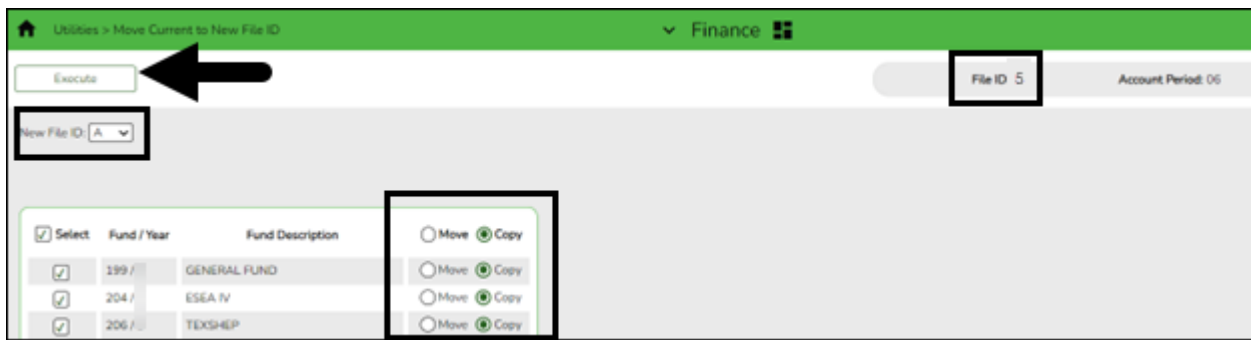 Utilities > Move Current to New File ID
Finance
Execute
File ID 5
Account Period: 06
New File ID: A
Select Fund / Year Fund Description Move Copy
199 / GENERAL FUND Move Copy
204 / ESEA IV Move Copy
206 / TEXSHEP Move Copy